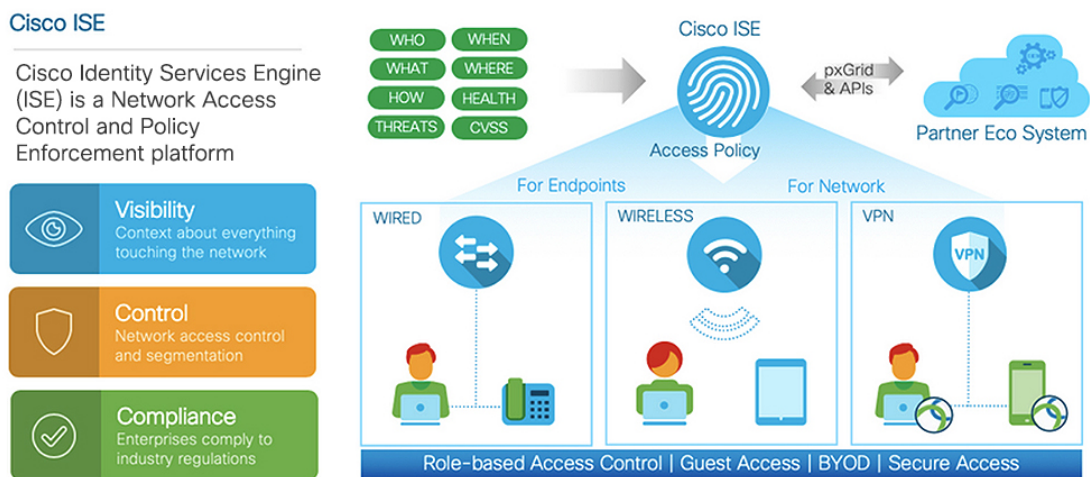 Cisco ISE
Cisco Identity Services Engine
(ISE) is a Network Access
Control and Policy
Enforcement platform
Visibility
Context about everything
touching the network
Control
Network access control
and segmentation
Compliance
Enterprises comply to
industry regulations
WHO
WHEN
WHAT
WHERE
HOW
HEALTH
THREATS
CVSS
Cisco ISE
Access Policy
pxGrid
& APIs
Partner Eco System
For Endpoints
For Network
WIRED
WIRELESS
VPN
VPN
Role-based Access Control | Guest Access | BYOD | Secure Access